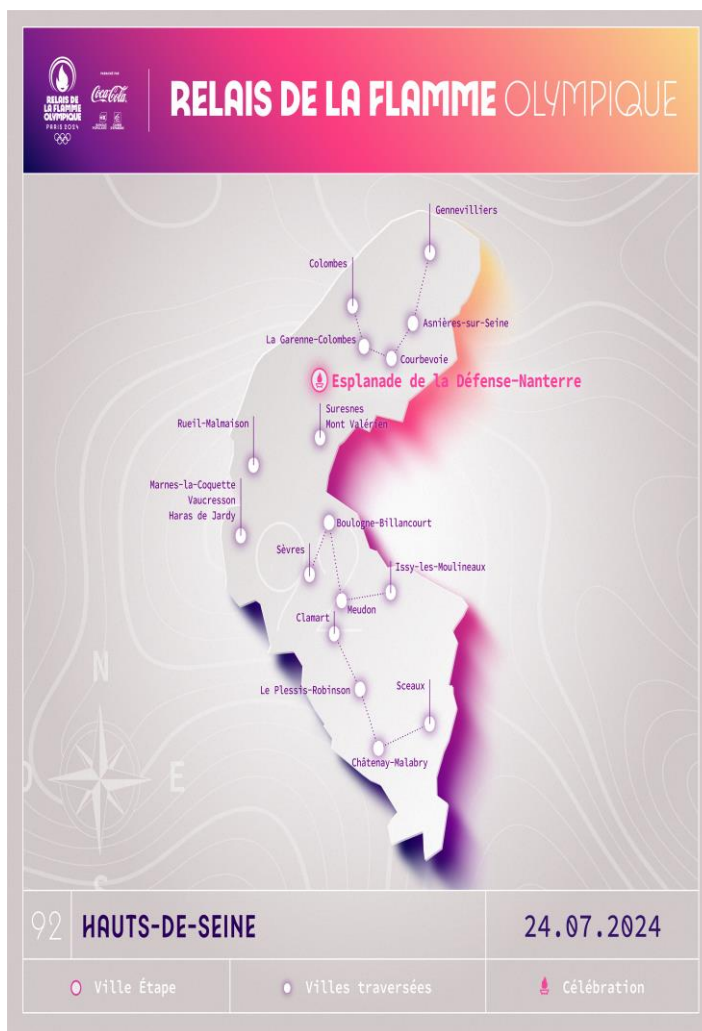 RELAIS DE
LA FLAMME
OLYMPIQUE
PARIS 2024
Coca-Cola
RELAIS DE LA FLAMME OLYMPIQUE
Gennevilliers
Colombes
Asnières-sur-Seine
La Garenne-Colombes
Courbevoie
Esplanade de la Défense-Nanterre
Suresnes
Mont Valérien
Rueil-Malmaison
Marnes-la-Coquette
Vaucresson
Haras de Jardy
Boulogne-Billancourt
Sèvres
Issy-les-Moulineaux
Meudon
Clamart
Le Plessis-Robinson
Sceaux
Châtenay-Malabry
N
O
E
S
92 HAUTS-DE-SEINE
24.07.2024
Ville Étape
Villes traversées
Célébration